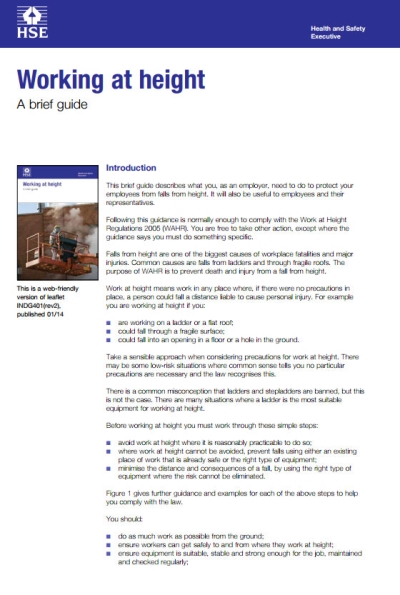 HSE
Health and Safety
Executive
Working at height
A brief guide
HSE
Working at height
This is a web-friendly
version of leaflet
INDG401(rev2),
published 01/14
Introduction
This brief guide describes what you, as an employer, need to do to protect your
employees from falls from height. It will also be useful to employees and their
representatives.
Following this guidance is normally enough to comply with the Work at Height
Regulations 2005 (WAHR). You are free to take other action, except where the
guidance says you must do something specific.
Falls from height are one of the biggest causes of workplace fatalities and major
injuries. Common causes are falls from ladders and through fragile roofs. The
purpose of WAHR is to prevent death and injury from a fall from height.
Work at height means work in any place where, if there were no precautions in
place, a person could fall a distance liable to cause personal injury. For example
you are working at height if you:
■ are working on a ladder or a flat roof;
■ could fall through a fragile surface;
■ could fall into an opening in a floor or a hole in the ground.
Take a sensible approach when considering precautions for work at height. There
may be some low-risk situations where common sense tells you no particular
precautions are necessary and the law recognises this.
There is a common misconception that ladders and stepladders are banned, but this
is not the case. There are many situations where a ladder is the most suitable
equipment for working at height.
Before working at height you must work through these simple steps:
■ avoid work at height where it is reasonably practicable to do so;
■ where work at height cannot be avoided, prevent falls using either an existing
place of work that is already safe or the right type of equipment;
■ minimise the distance and consequences of a fall, by using the right type of
equipment where the risk cannot be eliminated.
Figure 1 gives further guidance and examples for each of the above steps to help
you comply with the law.
You should:
■ do as much work as possible from the ground;
■ ensure workers can get safely to and from where they work at height;
■ ensure equipment is suitable, stable and strong enough for the job, maintained
and checked regularly;